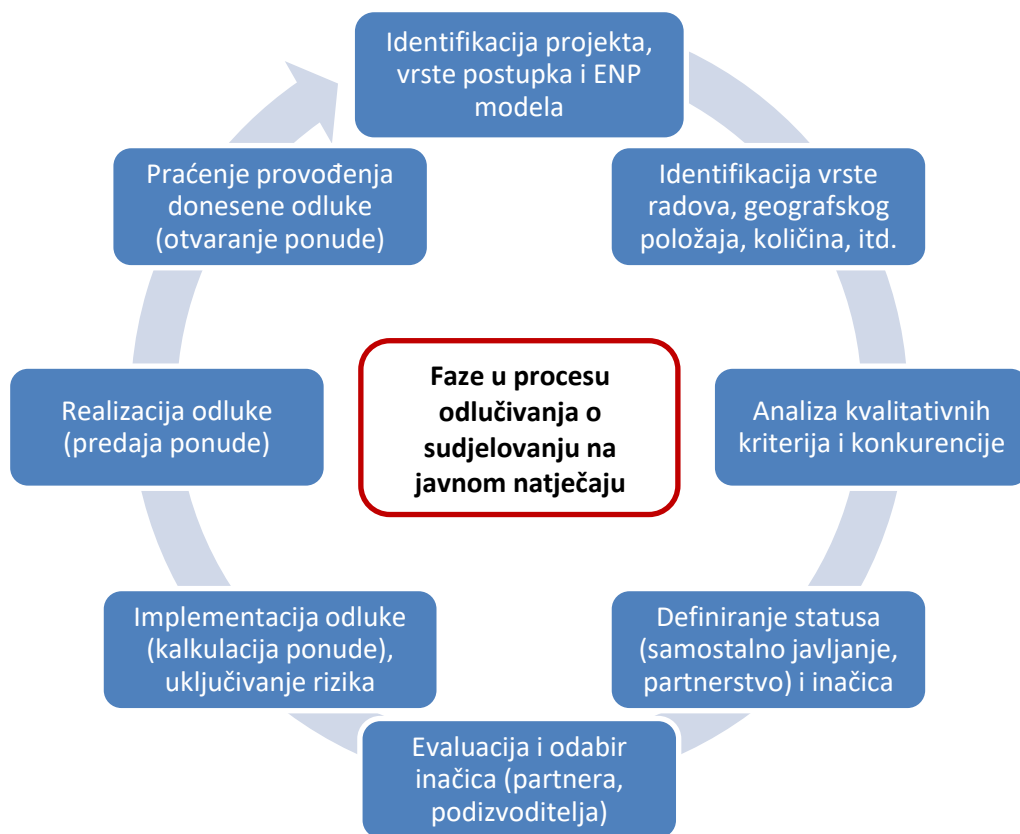 Identifikacija projekta,
vrste postupka i ENP
modela
Identifikacija vrste
radova, geografskog
položaja, količina, itd.
Analiza kvalitativnih
kriterija i konkurencije
Definiranje statusa
(samostalno javljanje,
partnerstvo) i inačica
Evaluacija i odabir
inačica (partnera,
podizvoditelja)
Implementacija odluke
(kalkulacija ponude),
uključivanje rizika
Realizacija odluke
(predaja ponude)
Praćenje provođenja
donesene odluke
(otvaranje ponude)
Faze u procesu
odlučivanja o
sudjelovanju na
javnom natječaju